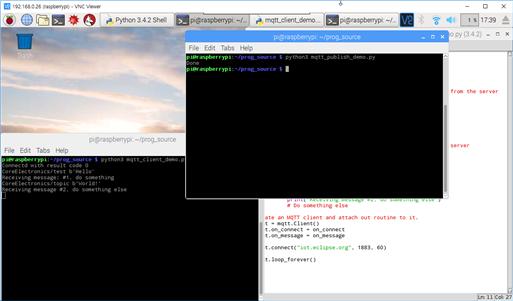 192.168.0.26 (raspberrypi) - VNC Viewer
Python 3.4.2 Shell
pi@raspberrypi: ~/...
mqtt_client_demo....
pi@raspberrypi: ~/...
1 %
17:39
pi@raspberrypi: ~/prog_source
File Edit Tabs Help
pi@raspberrypi:~/prog_source $ python3 mqtt_publish_demo.py
Done
pi@raspberrypi:~/prog_source $
pi@raspberrypi: ~/prog_source
File Edit Tabs Help
pi@raspberrypi:~/prog_source $ python3 mqtt_client_demo.p
Connectd with result code 0
CoreElectronics/test b'Hello'
Receiving message: #1. do something
CoreElectronics/topic b'World!'
Receiving message #2. do something else
mo.py (3.4.2)
from the server
server
print("Receiving message #2. do something else")
# Do something else
ate an MQTT client and attach out routine to it.
t = mqtt.Client()
t.on_connect = on_connect
t.on_message = on_message
t.connect("iot.eclipse.org", 1883, 60)
t.loop_forever()
Ln: 11 Col: 27